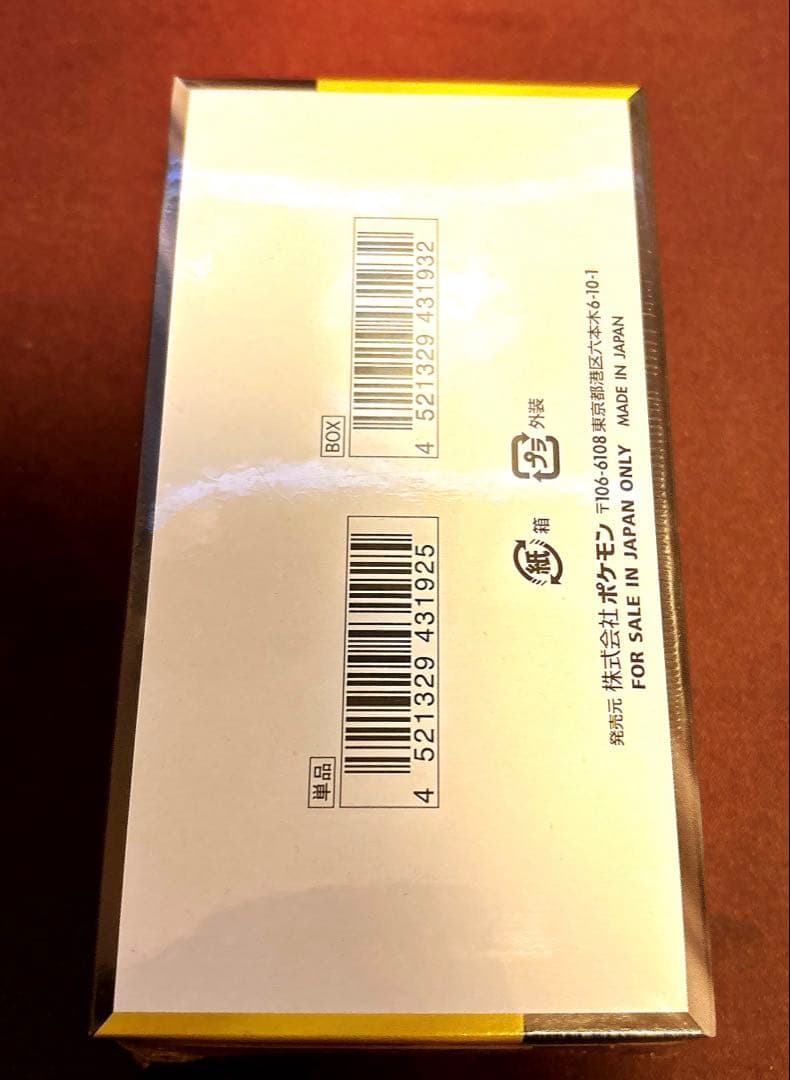 単品
4 521329 431925
BOX
4 521329 431932
紙 箱
プラ 外装
発売元 株式会社ポケモン 〒106-6108 東京都港区六本木6-10-1
FOR SALE IN JAPAN ONLY MADE IN JAPAN